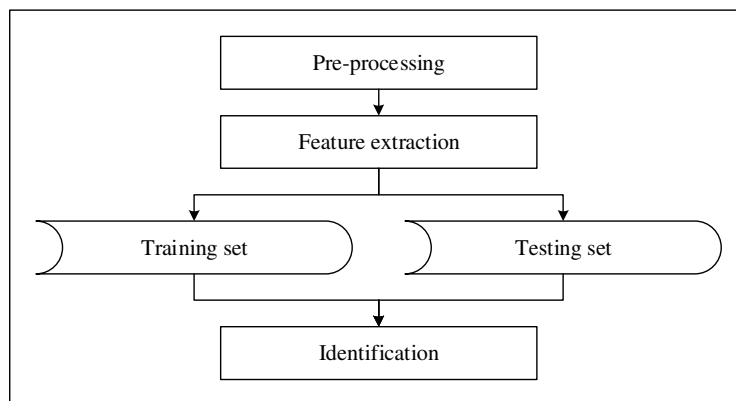 Pre-processing
Feature extraction
Training set
Testing set
Identification